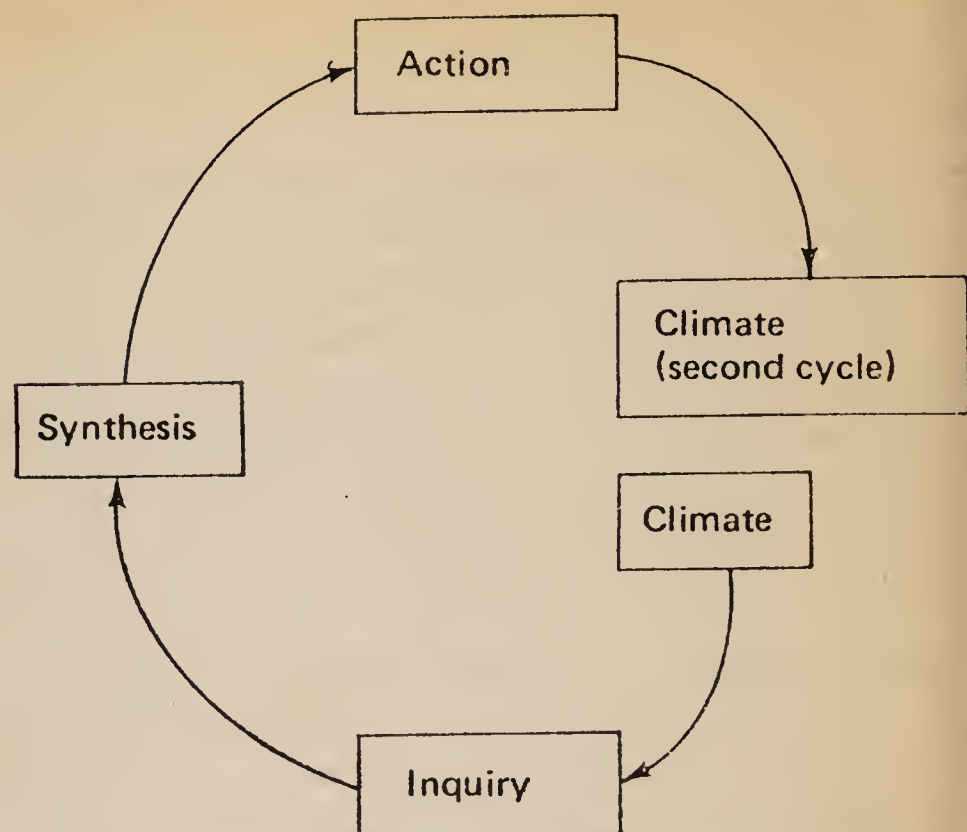 Action
Climate
(second cycle)
Synthesis
Climate
Inquiry